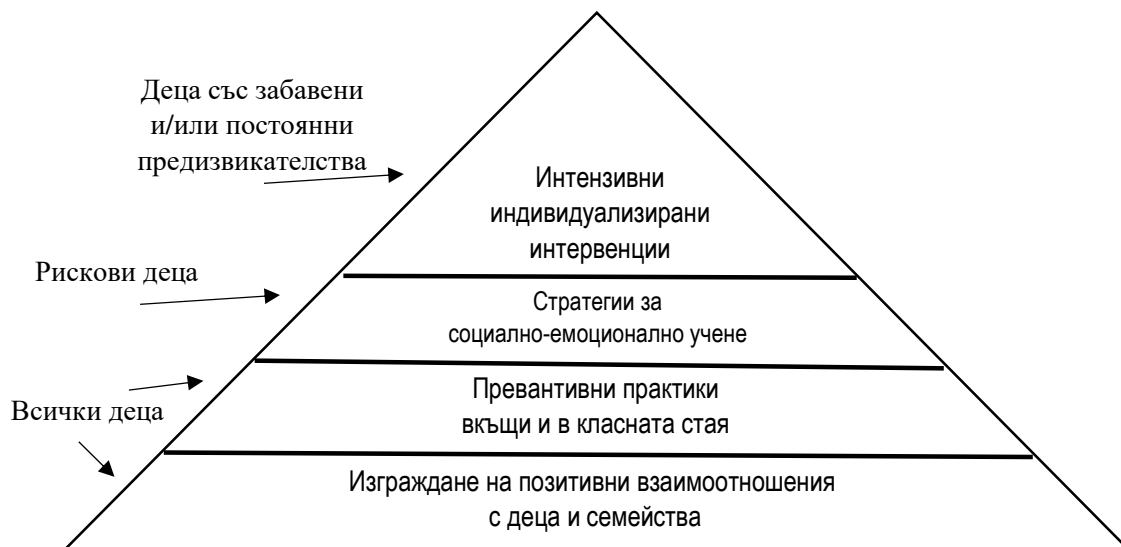 Деца със забавени
и/или постоянни
предизвикателства
Интензивни
индивидуализирани
интервенции
Рискови деца
Стратегии за
социално-емоционално учене
Превантивни практики
вкъщи и в класната стая
Всички деца
Изграждане на позитивни взаимоотношения
с деца и семейства